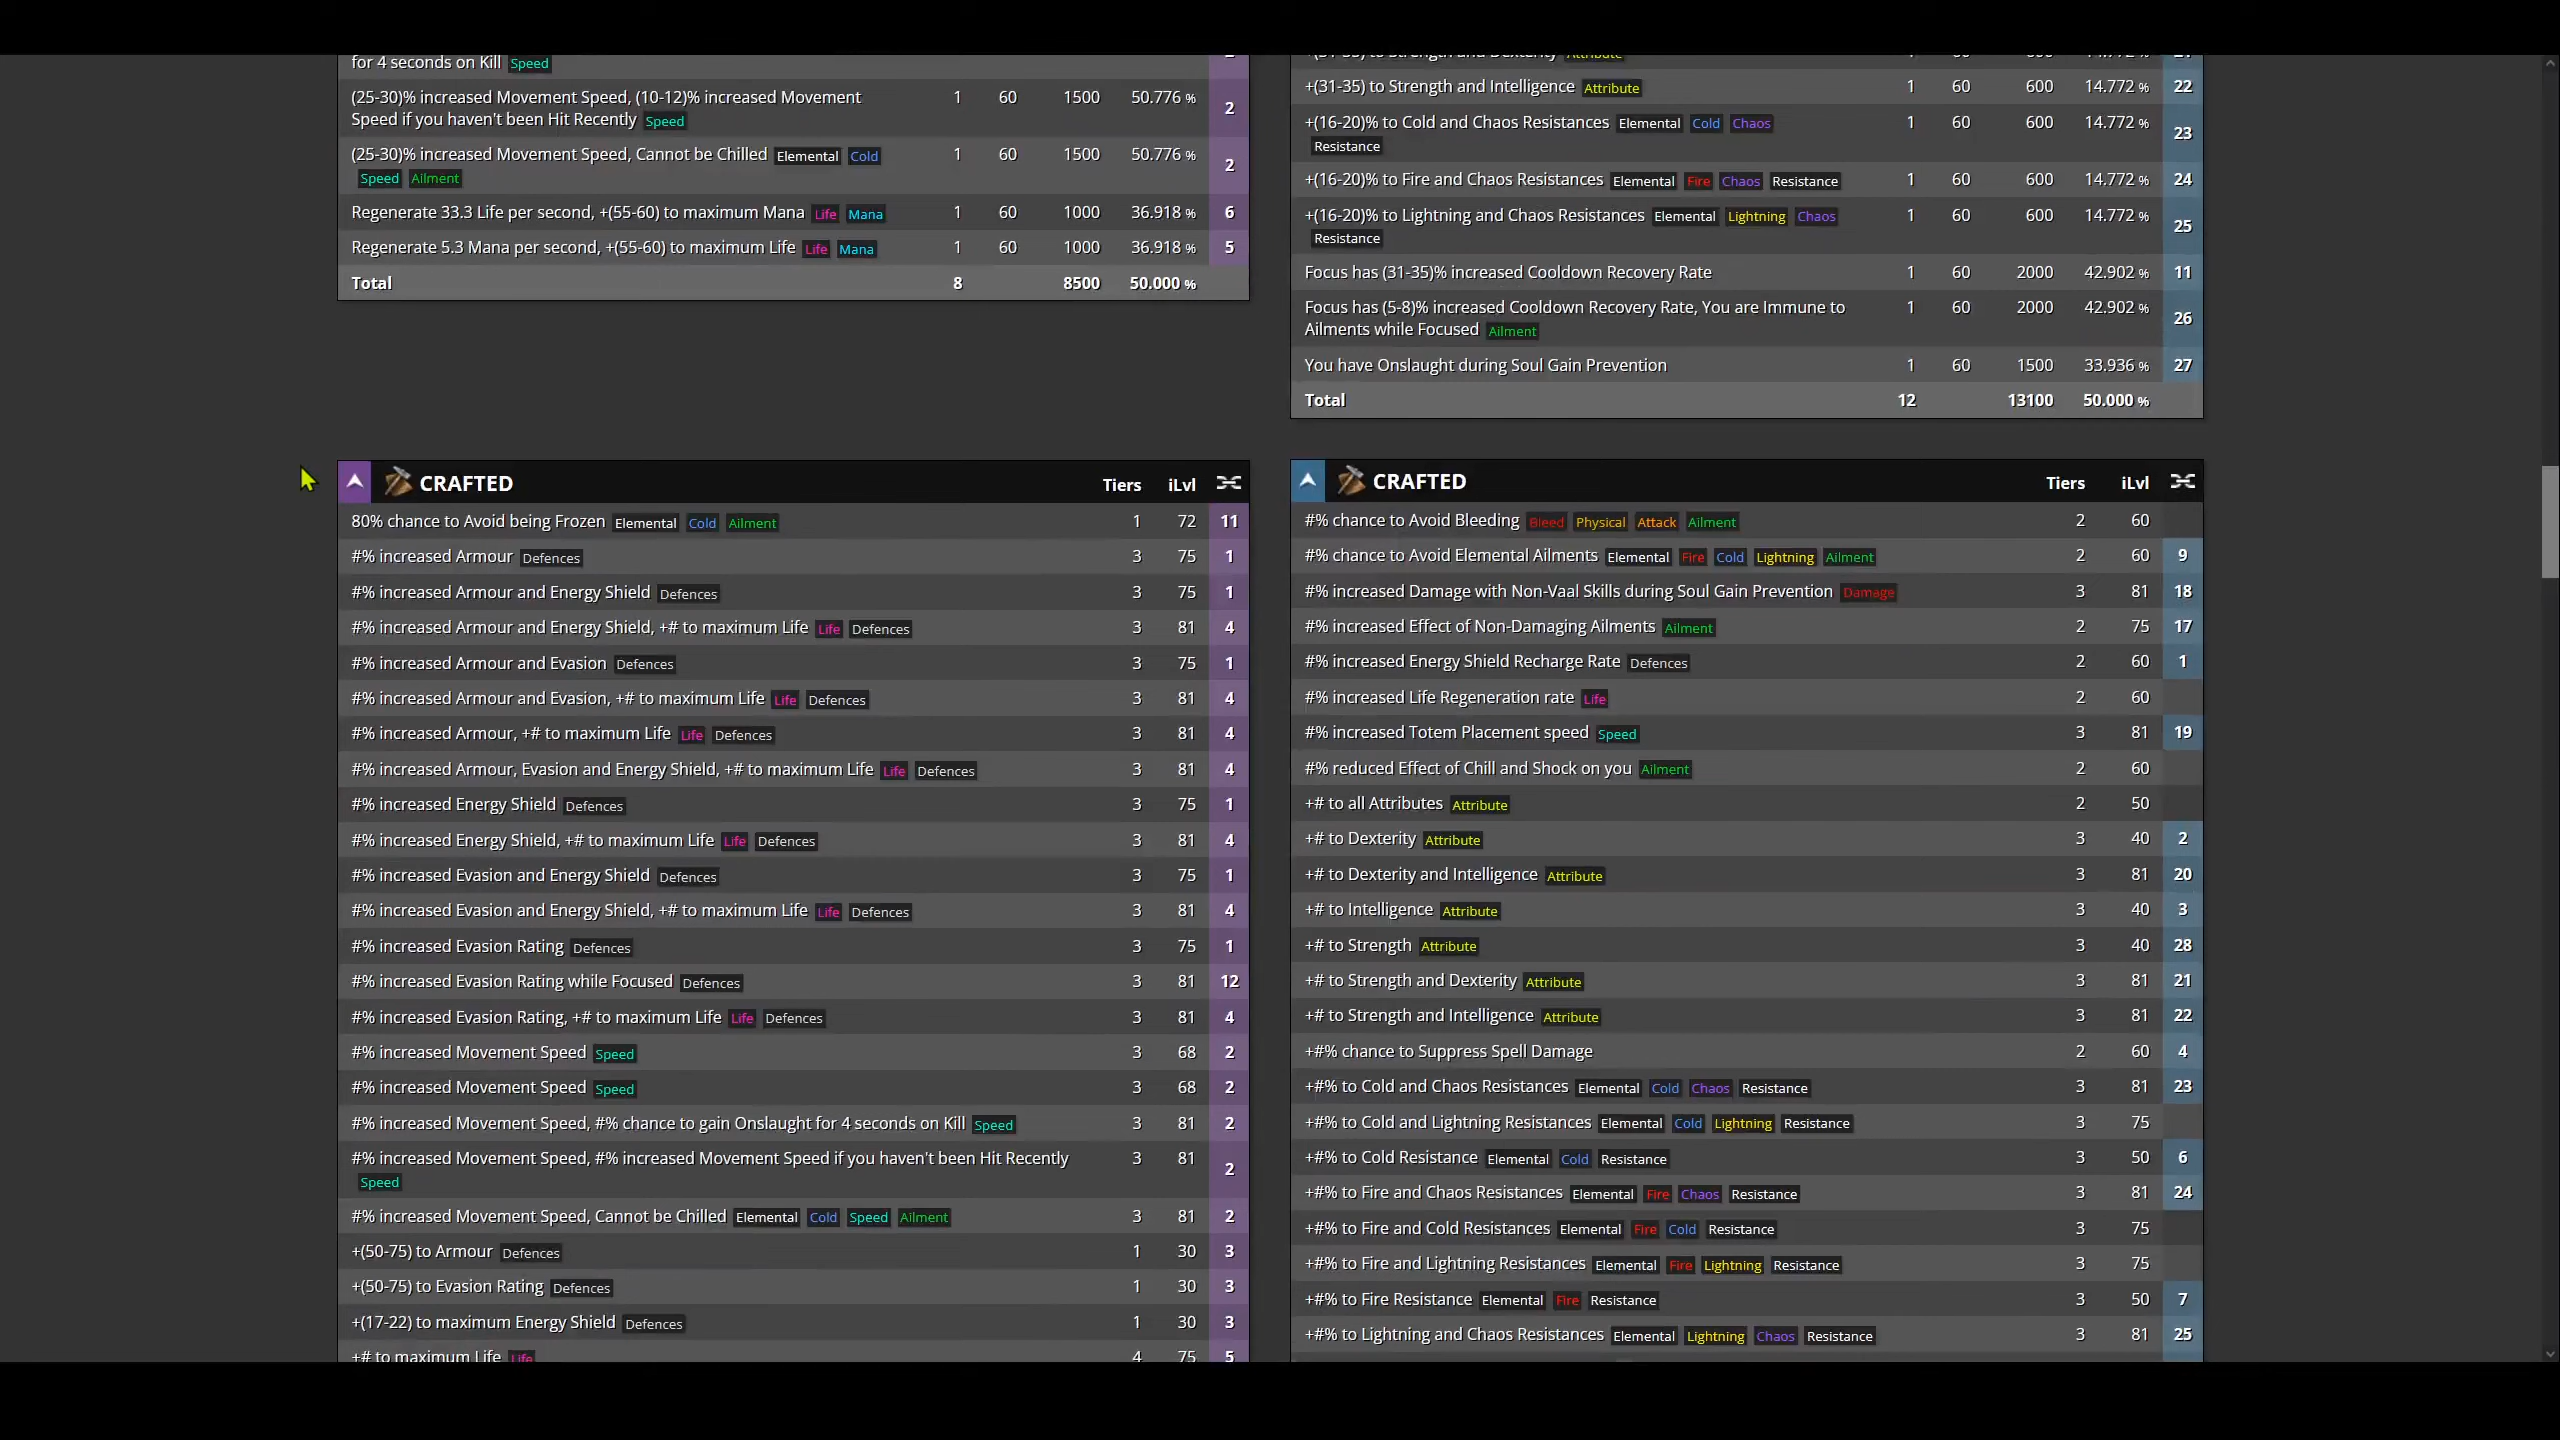 for 4 seconds on Kill Speed
(25-30)% increased Movement Speed, (10-12)% increased Movement 1 60 1500 50.776 % 2
Speed if you haven't been Hit Recently Speed
(25-30)% increased Movement Speed, Cannot be Chilled Elemental Cold 1 60 1500 50.776 % 2
Speed Ailment
Regenerate 33.3 Life per second, +(55-60) to maximum Mana Life Mana 1 60 1000 36.918 % 6
Regenerate 5.3 Mana per second, +(55-60) to maximum Life Life Mana 1 60 1000 36.918 % 5
Total 8 8500 50.000 %
+(31-35) to Strength and Dexterity Attribute 1 60 600 14.772 % 21
+(31-35) to Strength and Intelligence Attribute 1 60 600 14.772 % 22
+(16-20)% to Cold and Chaos Resistances Elemental Cold Chaos 1 60 600 14.772 % 23
Resistance
+(16-20)% to Fire and Chaos Resistances Elemental Fire Chaos Resistance 1 60 600 14.772 % 24
+(16-20)% to Lightning and Chaos Resistances Elemental Lightning Chaos 1 60 600 14.772 % 25
Resistance
Focus has (31-35)% increased Cooldown Recovery Rate 1 60 2000 42.902 % 11
Focus has (5-8)% increased Cooldown Recovery Rate, You are Immune to 1 60 2000 42.902 % 26
Ailments while Focused Ailment
You have Onslaught during Soul Gain Prevention 1 60 1500 33.936 % 27
Total 12 13100 50.000 %
CRAFTED Tiers iLvl
80% chance to Avoid being Frozen Elemental Cold Ailment 1 72 11
#% increased Armour Defences 3 75 1
#% increased Armour and Energy Shield Defences 3 75 1
#% increased Armour and Energy Shield, +# to maximum Life Life Defences 3 81 4
#% increased Armour and Evasion Defences 3 75 1
#% increased Armour and Evasion, +# to maximum Life Life Defences 3 81 4
#% increased Armour, +# to maximum Life Life Defences 3 81 4
#% increased Armour, Evasion and Energy Shield, +# to maximum Life Life Defences 3 81 4
#% increased Energy Shield Defences 3 75 1
#% increased Energy Shield, +# to maximum Life Life Defences 3 81 4
#% increased Evasion and Energy Shield Defences 3 75 1
#% increased Evasion and Energy Shield, +# to maximum Life Life Defences 3 81 4
#% increased Evasion Rating Defences 3 75 1
#% increased Evasion Rating while Focused Defences 3 81 12
#% increased Evasion Rating, +# to maximum Life Life Defences 3 81 4
#% increased Movement Speed Speed 3 68 2
#% increased Movement Speed Speed 3 68 2
#% increased Movement Speed, #% chance to gain Onslaught for 4 seconds on Kill Speed 3 81 2
#% increased Movement Speed, #% increased Movement Speed if you haven't been Hit Recently 3 81 2
Speed
#% increased Movement Speed, Cannot be Chilled Elemental Cold Speed Ailment 3 81 2
+(50-75) to Armour Defences 1 30 3
+(50-75) to Evasion Rating Defences 1 30 3
+(17-22) to maximum Energy Shield Defences 1 30 3
+# to maximum Life Life 4 75 5
CRAFTED Tiers iLvl
#% chance to Avoid Bleeding Bleed Physical Attack Ailment 2 60
#% chance to Avoid Elemental Ailments Elemental Fire Cold Lightning Ailment 2 60 9
#% increased Damage with Non-Vaal Skills during Soul Gain Prevention Damage 3 81 18
#% increased Effect of Non-Damaging Ailments Ailment 2 75 17
#% increased Energy Shield Recharge Rate Defences 2 60 1
#% increased Life Regeneration rate Life 2 60
#% increased Totem Placement speed Speed 3 81 19
#% reduced Effect of Chill and Shock on you Ailment 2 60
+# to all Attributes Attribute 2 50
+# to Dexterity Attribute 3 40 2
+# to Dexterity and Intelligence Attribute 3 81 20
+# to Intelligence Attribute 3 40 3
+# to Strength Attribute 3 40 28
+# to Strength and Dexterity Attribute 3 81 21
+# to Strength and Intelligence Attribute 3 81 22
+#% chance to Suppress Spell Damage 2 60 4
+#% to Cold and Chaos Resistances Elemental Cold Chaos Resistance 3 81 23
+#% to Cold and Lightning Resistances Elemental Cold Lightning Resistance 3 75
+#% to Cold Resistance Elemental Cold Resistance 3 50 6
+#% to Fire and Chaos Resistances Elemental Fire Chaos Resistance 3 81 24
+#% to Fire and Cold Resistances Elemental Fire Cold Resistance 3 75
+#% to Fire and Lightning Resistances Elemental Fire Lightning Resistance 3 75
+#% to Fire Resistance Elemental Fire Resistance 3 50 7
+#% to Lightning and Chaos Resistances Elemental Lightning Chaos Resistance 3 81 25